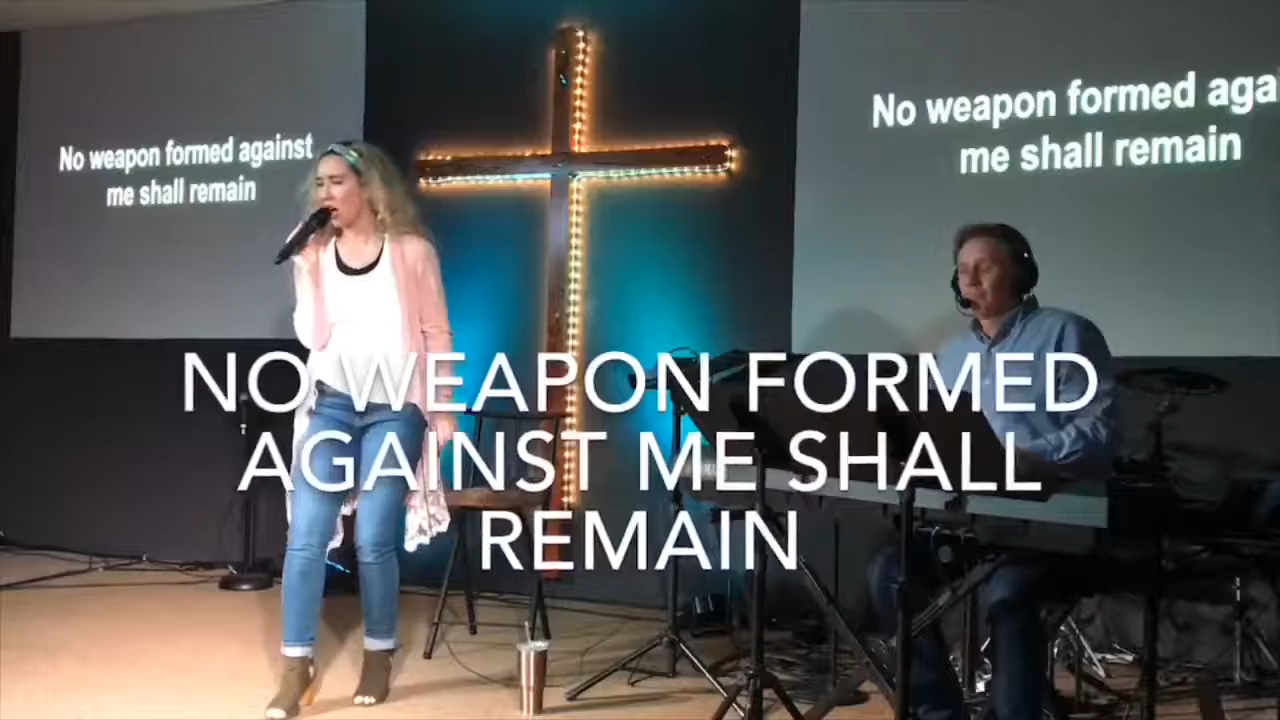 No weapon formed against
me shall remain
No weapon formed aga
me shall remain
NO WEAPON FORMED
AGAINST ME SHALL
REMAIN